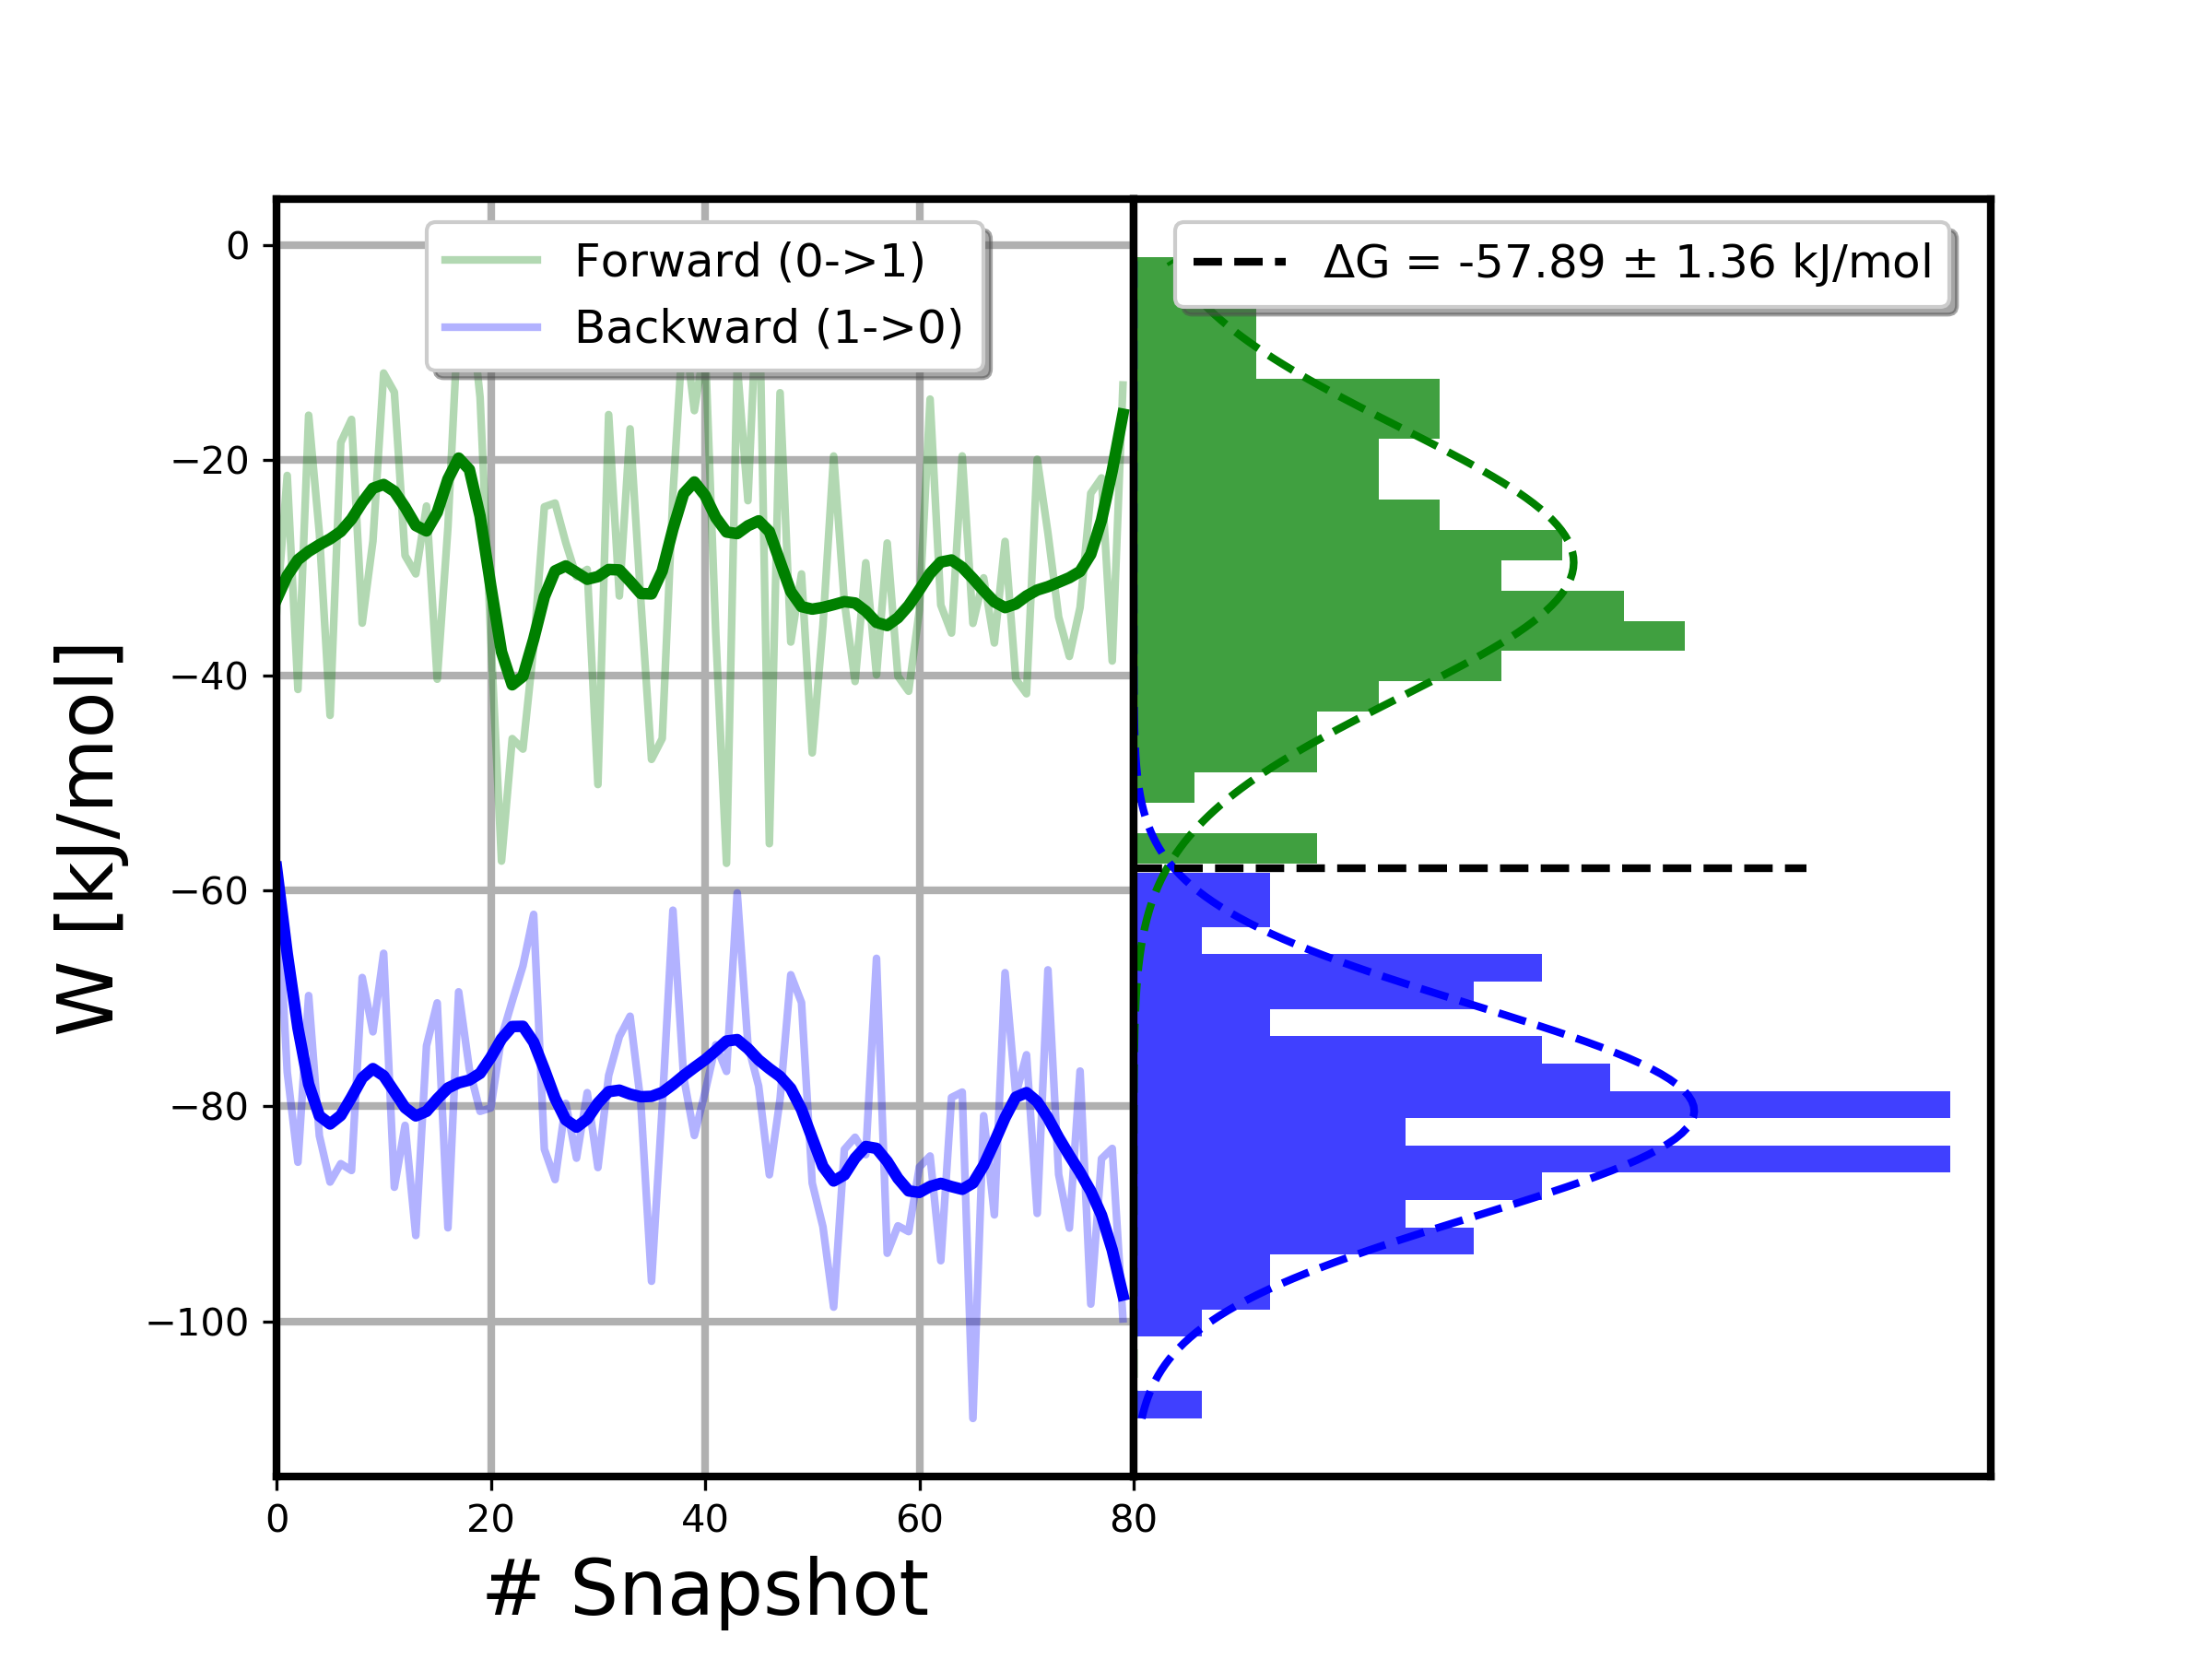 Forward (0->1)
Backward (1->0)
ΔG = -57.89 ± 1.36 kJ/mol
W [kJ/mol]
0
−20
−40
−60
−80
−100
0 20 40 60 80
# Snapshot